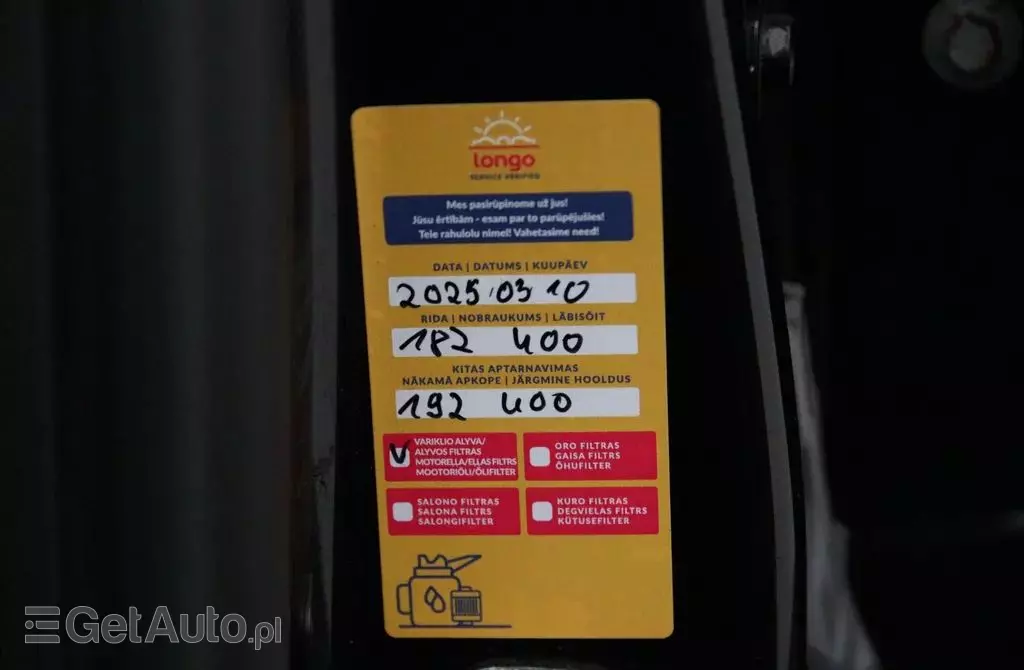 longo
SERVICE VERIFIED
Mes pasirūpinome už jus!
Jūsu ērtībām - esam par to parūpējušies!
Teie rahulolu nimel! Vahetasime need!
DATA | DATUMS | KUUPÄEV
2025.03 10
RIDA | NOBRAUKUMS | LÄBISÕIT
182 400
KITAS APTARNAVIMAS
NĀKAMĀ APKOPE | JÄRGMINE HOOLDUS
192 400
V
VARIKLIO ALYVA/
ALYVOS FILTRAS
MOTOREĻĻA/EĻĻAS FILTRS
MOOTORIÕLI/ÕLIFILTER
ORO FILTRAS
GAISA FILTRS
ÕHUFILTER
SALONO FILTRAS
SALONA FILTRS
SALONGIFILTER
KURO FILTRAS
DEGVIELAS FILTRS
KÜTUSEFILTER
GetAuto.pl